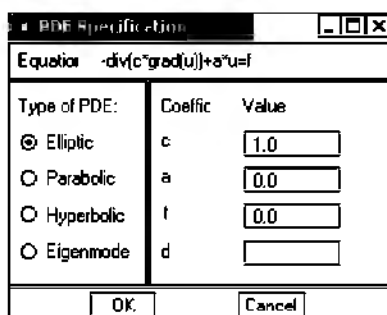 PDE Specification
Equation -div(c*grad(u))+a*u=f
Type of PDE: Coeffic Value
Elliptic c 1.0
Parabolic a 0.0
Hyperbolic f 0.0
Eigenmode d
OK Cancel